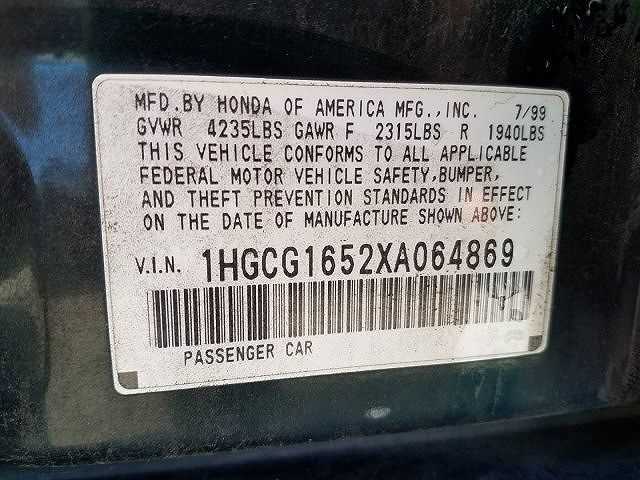 MFD.BY HONDA OF AMERICA MFG.,INC. 7/99
GVWR 4235LBS GAWR F 2315LBS R 1940LBS
THIS VEHICLE CONFORMS TO ALL APPLICABLE
FEDERAL MOTOR VEHICLE SAFETY,BUMPER,
AND THEFT PREVENTION STANDARDS IN EFFECT
ON THE DATE OF MANUFACTURE SHOWN ABOVE:
V.I.N. 1HGCG1652XA064869
PASSENGER CAR